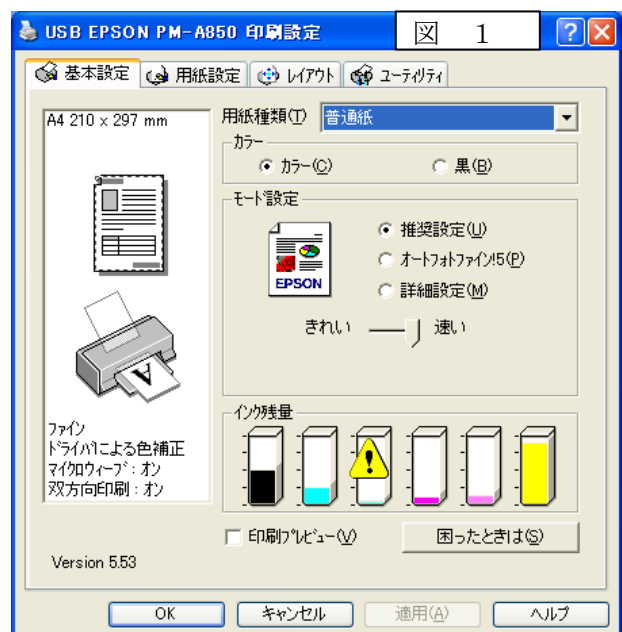 USB EPSON PM-A850 印刷設定
図 1
基本設定
用紙設定
レイアウト
ユーティリティ
A4 210 x 297 mm
用紙種類(T) 普通紙
カラー
カラー(C) 黒(B)
モード設定
推奨設定(U)
オートフォトファイン!5(P)
詳細設定(M)
EPSON
きれい 速い
A
ファイン
ドライバによる色補正
マイクロウィーブ：オン
双方向印刷：オン
インク残量
印刷プレビュー(V)
困ったときは(S)
Version 5.53
OK
キャンセル
適用(A)
ヘルプ